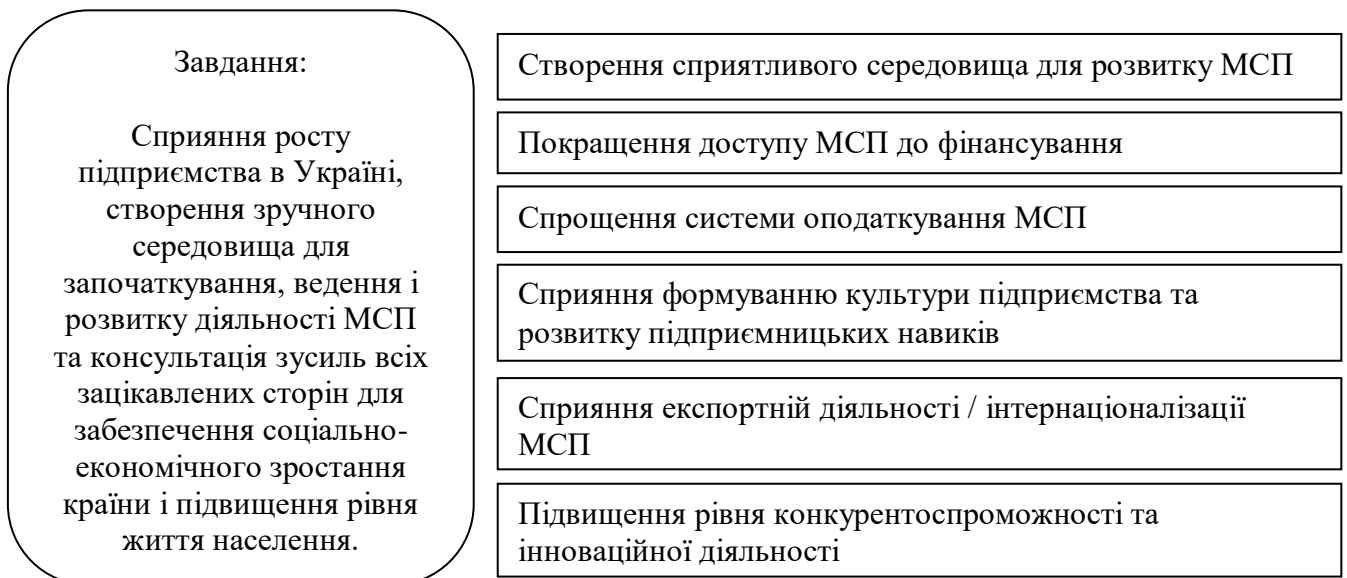 Завдання:
Сприяння росту
підприємства в Україні,
створення зручного
середовища для
започаткування, ведення і
розвитку діяльності МСП
та консультація зусиль всіх
зацікавлених сторін для
забезпечення соціально-
економічного зростання
країни і підвищення рівня
життя населення.
Створення сприятливого середовища для розвитку МСП
Покращення доступу МСП до фінансування
Спрощення системи оподаткування МСП
Сприяння формуванню культури підприємства та
розвитку підприємницьких навиків
Сприяння експортній діяльності / інтернаціоналізації
МСП
Підвищення рівня конкурентоспроможності та
інноваційної діяльності